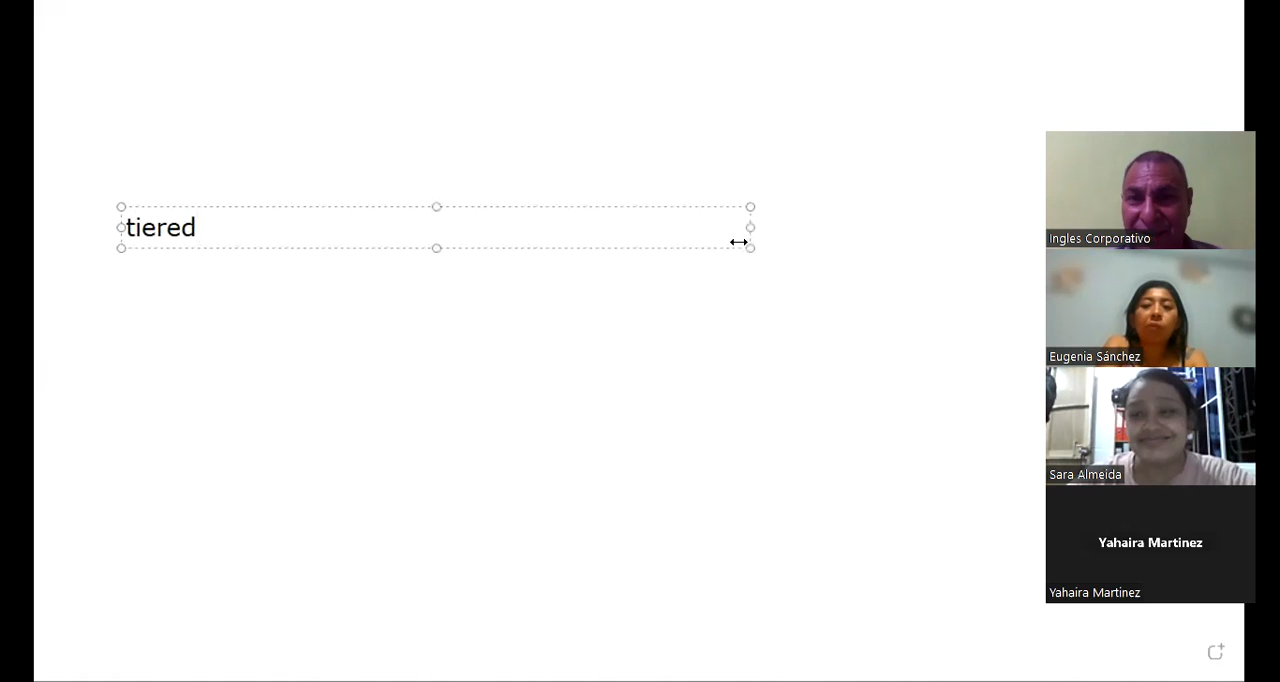 tiered
Ingles Corporativo
Eugenia Sánchez
Sara Almeida
Yahaira Martinez
Yahaira Martinez